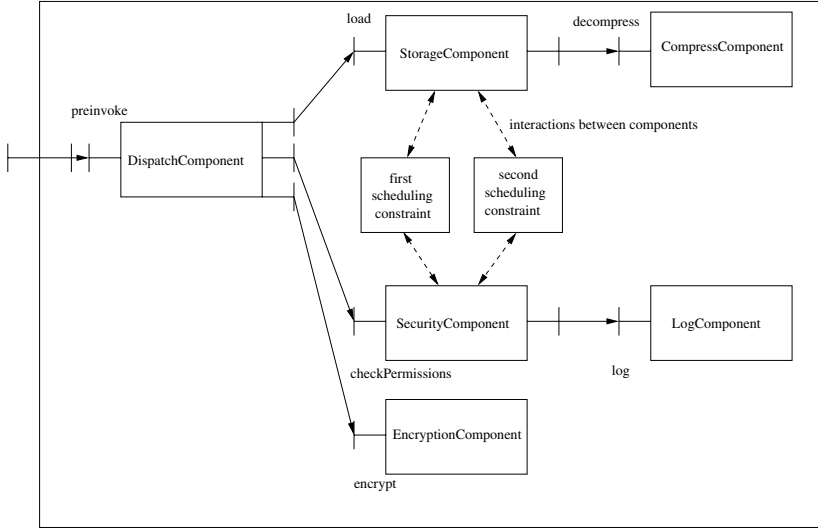 load
decompress
StorageComponent
CompressComponent
preinvoke
interactions between components
DispatchComponent
first
scheduling
constraint
second
scheduling
constraint
SecurityComponent
LogComponent
checkPermissions
log
EncryptionComponent
encrypt